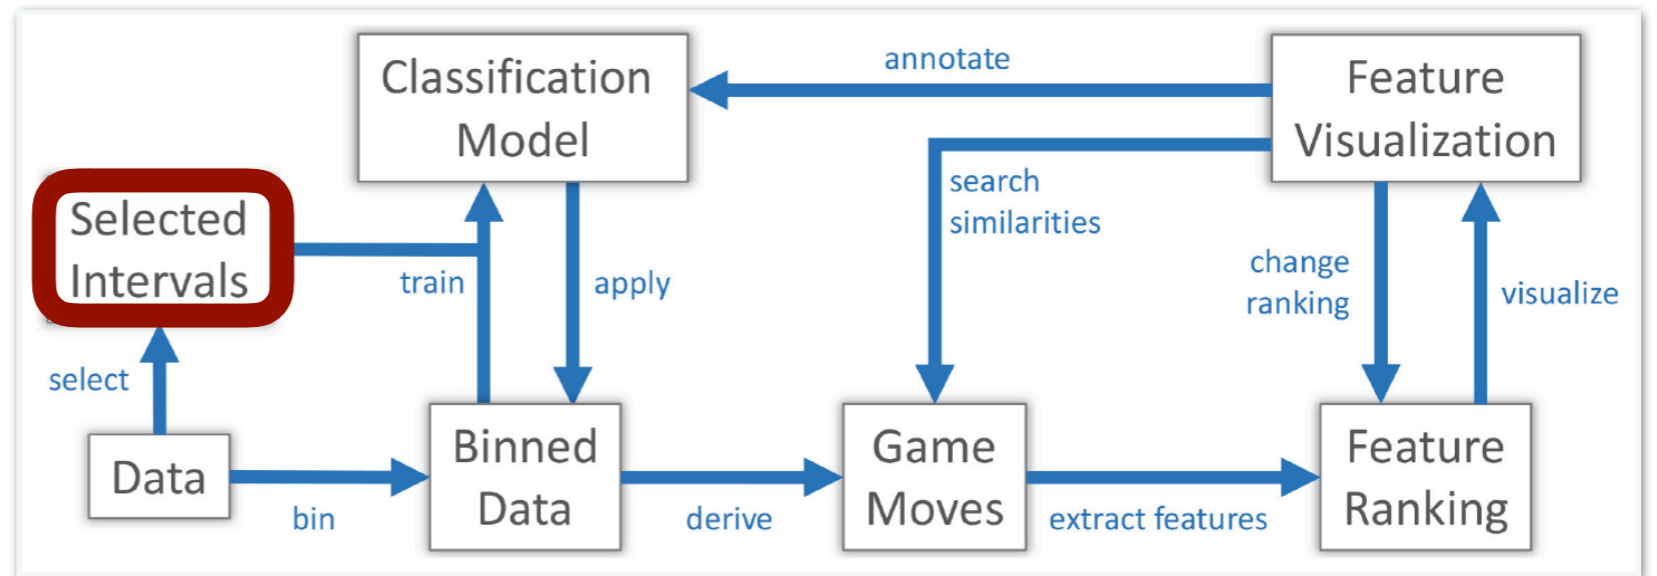 Classification
Model
annotate
Feature
Visualization
Selected
Intervals
train
apply
search
similarities
change
ranking
visualize
select
Data
bin
Binned
Data
derive
Game
Moves
extract features
Feature
Ranking